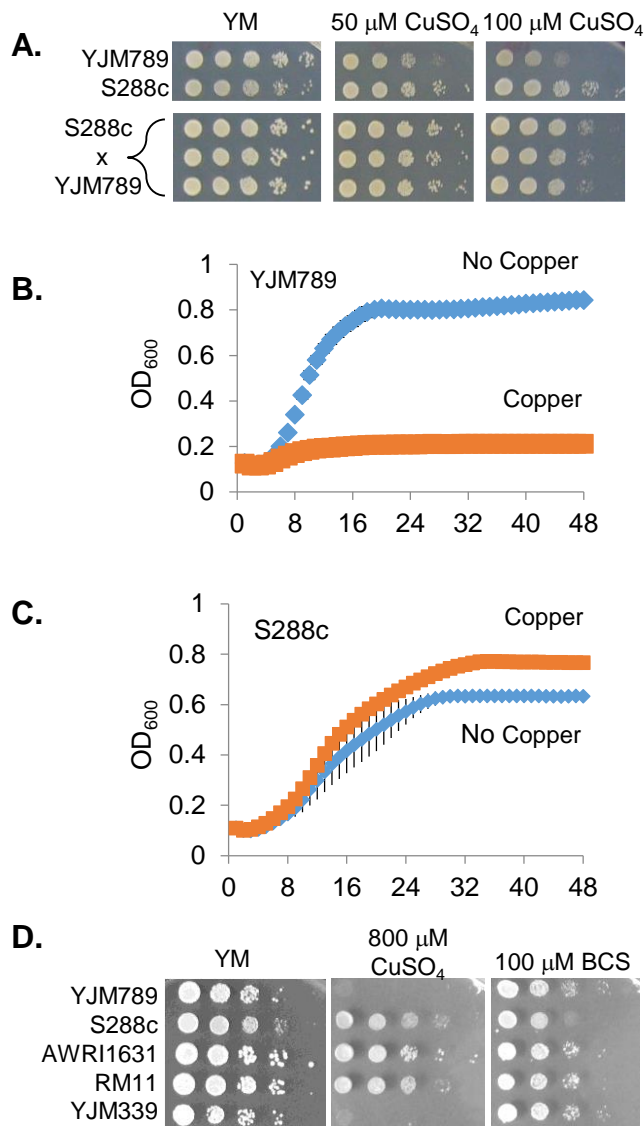 A.
YM
50 µM CuSO₄
100 µM CuSO₄
YJM789
S288c
S288c
x
YJM789
B.
YJM789
No Copper
Copper
OD₆₀₀
1
0.8
0.6
0.4
0.2
0
0 8 16 24 32 40 48
C.
S288c
Copper
No Copper
OD₆₀₀
1
0.8
0.6
0.4
0.2
0
0 8 16 24 32 40 48
D.
YM
800 µM
CuSO₄
100 µM BCS
YJM789
S288c
AWRI1631
RM11
YJM339